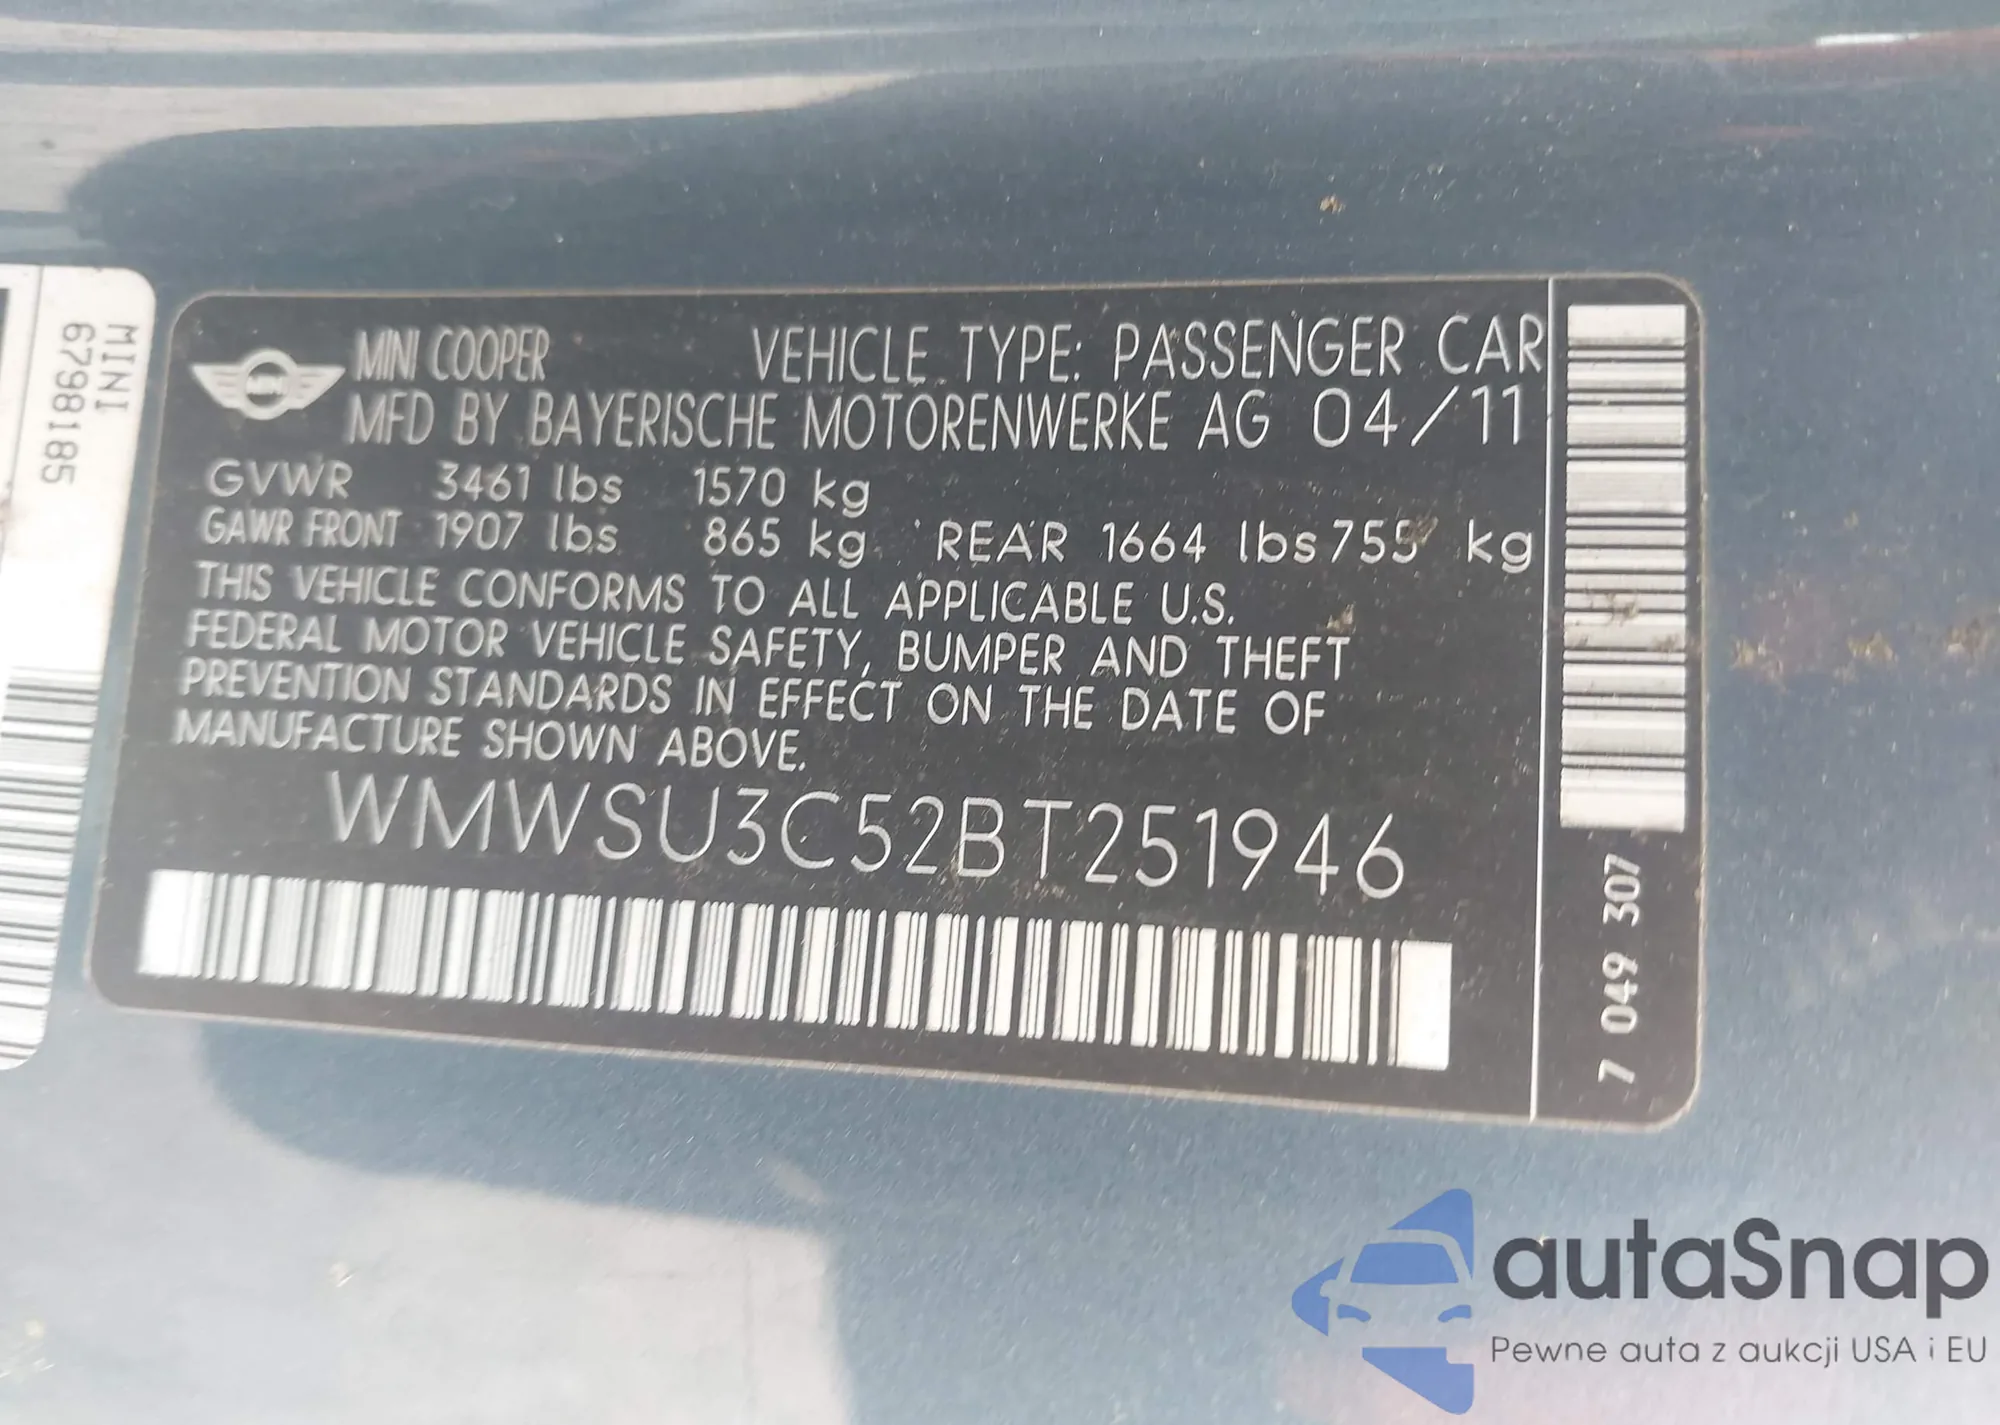 MINI
6798185
MINI COOPER VEHICLE TYPE: PASSENGER CAR
MFD BY BAYERISCHE MOTORENWERKE AG 04/11
GVWR 3461 lbs 1570 kg
GAWR FRONT 1907 lbs 865 kg REAR 1664 lbs 755 kg
THIS VEHICLE CONFORMS TO ALL APPLICABLE U.S.
FEDERAL MOTOR VEHICLE SAFETY, BUMPER AND THEFT
PREVENTION STANDARDS IN EFFECT ON THE DATE OF
MANUFACTURE SHOWN ABOVE.
WMWSU3C52BT251946
7 049 307
autaSnap
Pewne auta z aukcji USA i EU